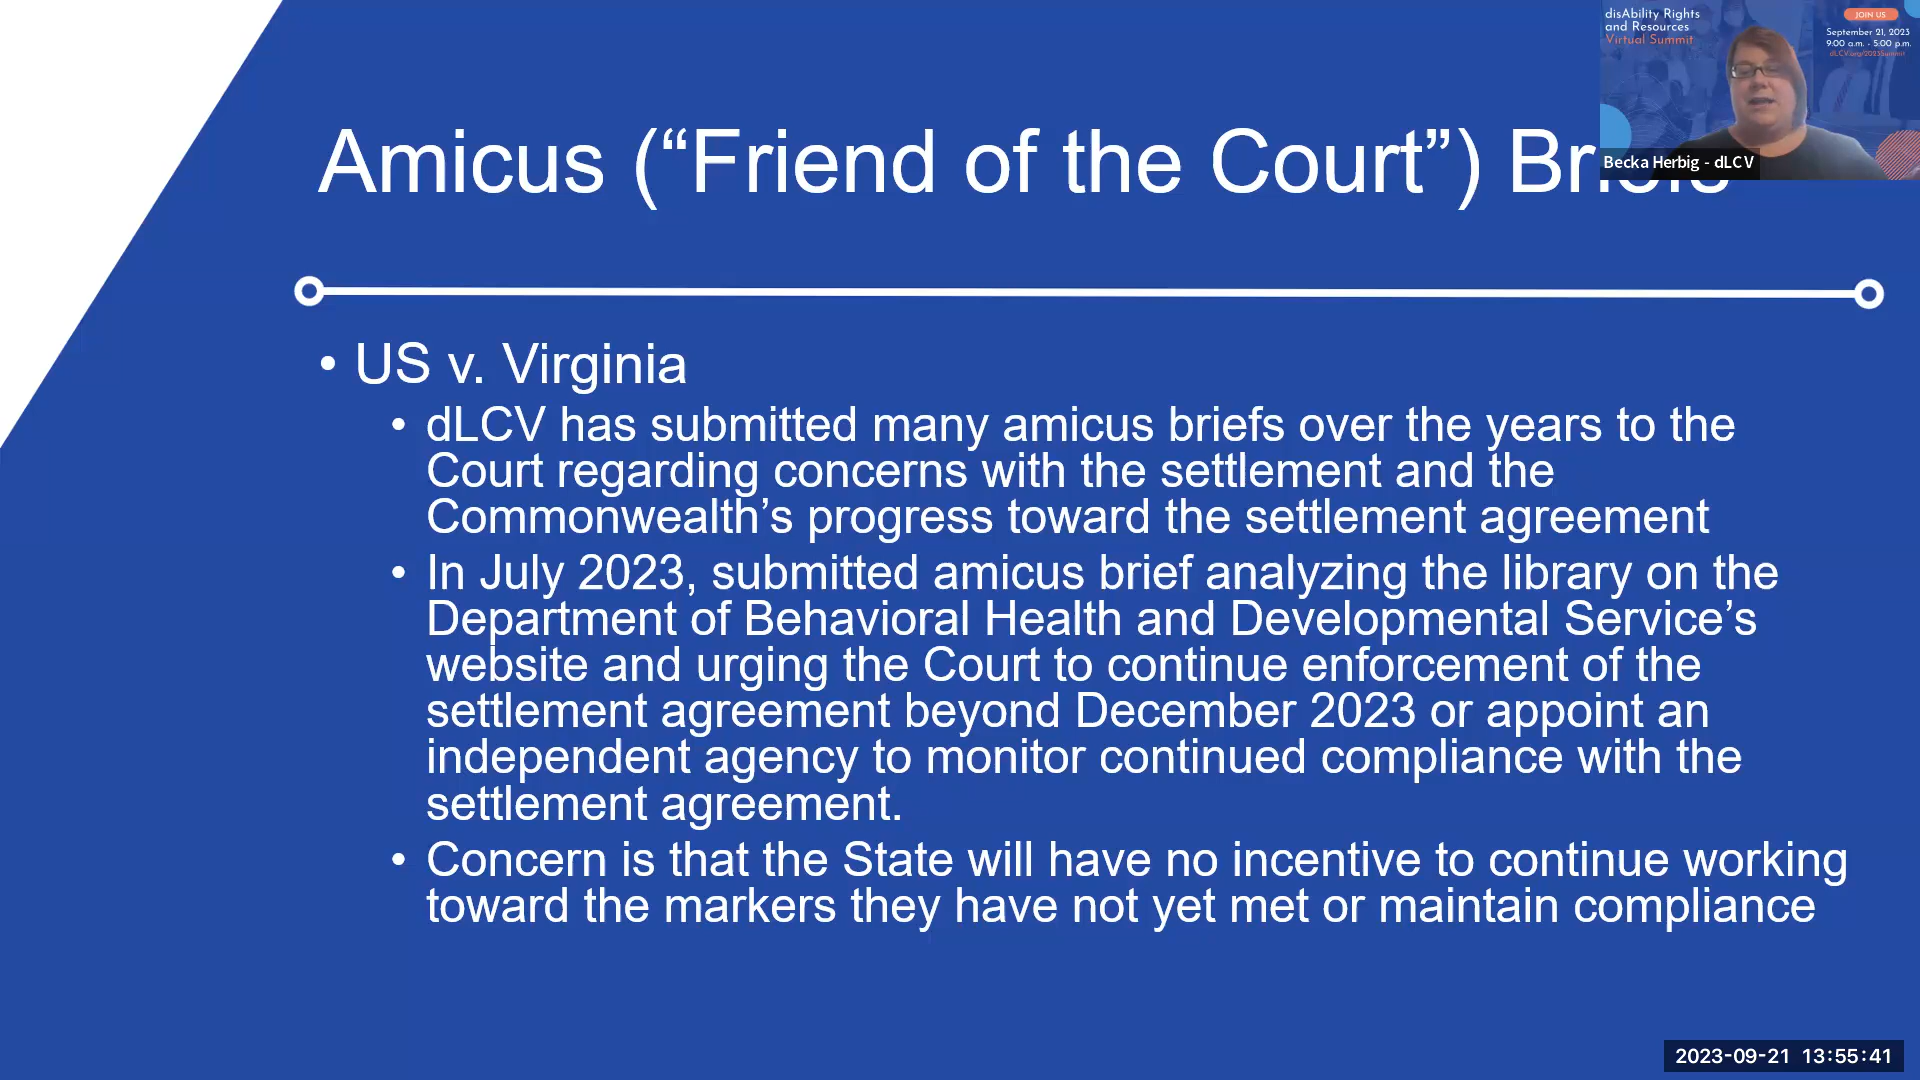 Amicus (“Friend of the Court”) Briefs
disAbility Rights
and Resources
Virtual Summit
JOIN US
September 21, 2023
9:00 a.m. - 5:00 p.m.
dLCV.org/2023Summit
Becka Herbig - dLCV
• US v. Virginia
• dLCV has submitted many amicus briefs over the years to the
Court regarding concerns with the settlement and the
Commonwealth’s progress toward the settlement agreement
• In July 2023, submitted amicus brief analyzing the library on the
Department of Behavioral Health and Developmental Service’s
website and urging the Court to continue enforcement of the
settlement agreement beyond December 2023 or appoint an
independent agency to monitor continued compliance with the
settlement agreement.
• Concern is that the State will have no incentive to continue working
toward the markers they have not yet met or maintain compliance
2023-09-21 13:55:41